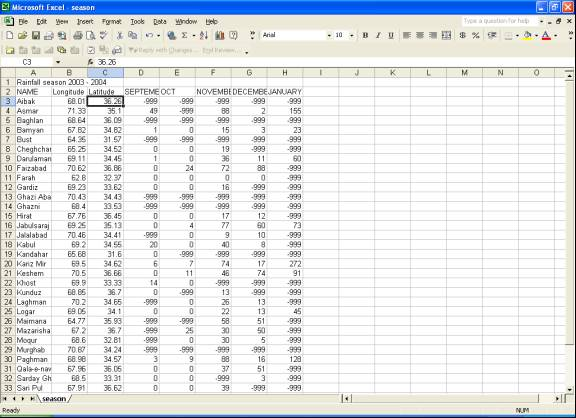 Microsoft Excel - season
File Edit View Insert Format Tools Data Window Help Type a question for help
Arial 10 B I U
Reply with Changes... End Review...
C3 fx 36.26
A B C D E F G H I J K L M N O
1 Rainfall season 2003 - 2004
2 NAME Longitude Latitude SEPTEME OCT NOVEMBE DECEMBE JANUARY
3 Aibak 68.01 36.26 -999 -999 -999 -999 -999
4 Asmar 71.33 35.1 49 -999 88 2 155
5 Baghlan 68.64 36.09 -999 -999 -999 -999 -999
6 Bamyan 67.82 34.82 1 0 15 3 23
7 Bust 64.35 31.57 -999 -999 -999 -999 -999
8 Cheghchar 65.25 34.52 0 0 19 -999 -999
9 Darulaman 69.11 34.45 1 0 36 11 60
10 Faizabad 70.62 36.86 0 24 72 88 -999
11 Farah 62.8 32.37 0 0 0 0 -999
12 Gardiz 69.23 33.62 0 0 16 -999 -999
13 Ghazi Aba 70.43 34.43 -999 -999 -999 -999 -999
14 Ghazni 68.4 33.53 -999 -999 -999 -999 -999
15 Hirat 67.76 36.45 0 0 17 12 -999
16 Jabulsaraj 69.25 35.13 0 4 77 60 73
17 Jalalabad 70.46 34.41 -999 0 9 10 -999
18 Kabul 69.2 34.55 20 0 40 8 -999
19 Kandahar 65.68 31.6 0 -999 -999 -999 -999
20 Kariz Mir 69.5 34.62 6 7 74 17 272
21 Keshem 70.5 36.66 0 11 46 74 91
22 Khost 69.9 33.33 14 0 -999 -999 -999
23 Kunduz 68.85 36.7 0 -999 13 -999 -999
24 Laghman 70.2 34.65 -999 0 26 13 -999
25 Logar 69.05 34.1 0 0 22 13 45
26 Maimana 64.77 35.93 -999 -999 58 51 -999
27 Mazarisha 67.2 36.7 -999 25 30 50 -999
28 Moqur 68.6 32.81 -999 0 30 5 -999
29 Murghab 70.87 34.24 -999 -999 -999 -999 -999
30 Paghman 68.98 34.57 3 9 88 16 128
31 Qala-e-nav 67.96 36.05 0 0 37 51 -999
32 Sarday Gh 68.5 33.31 0 0 -999 3 -999
33 Sari Pul 67.91 36.62 0 0 39 -999 -999
season
Ready NUM